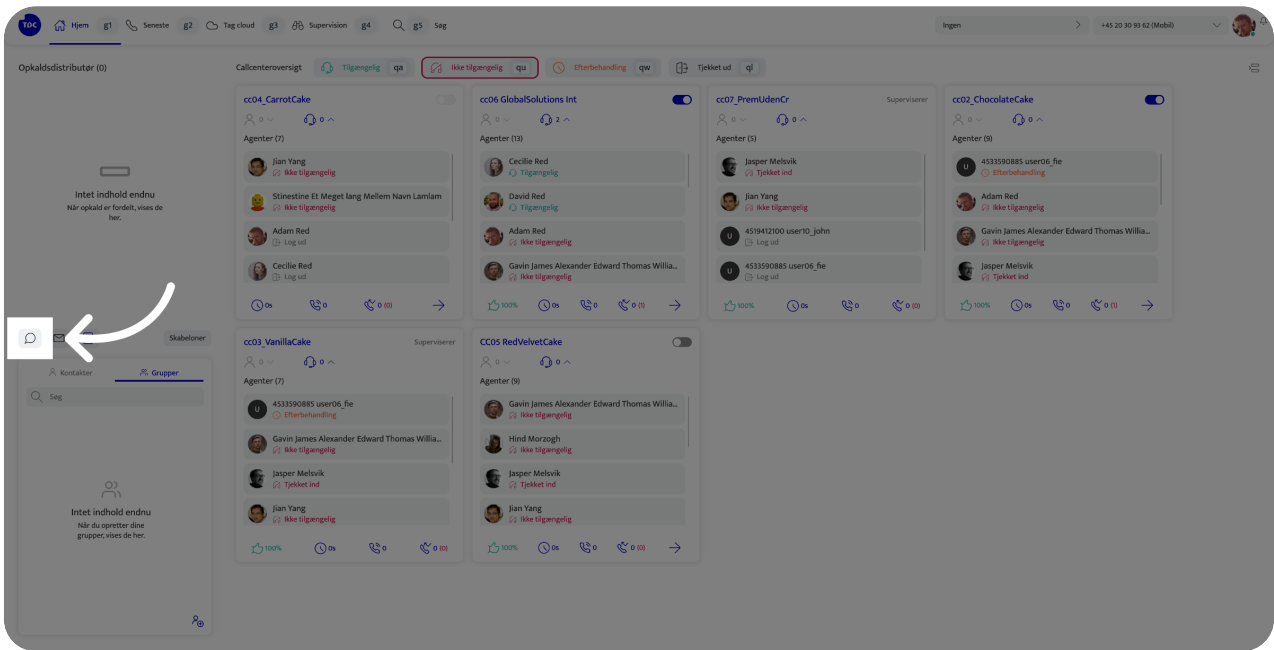 TDC Hjem g1 Seneste g2 Tag cloud g3 Supervision g4 g5 Søg Ingen +45 20 30 93 62 (Mobil)
Opkaldsdistributør (0)
Callcenteroversigt Tilgængelig qa Ikke tilgængelig qu Efterbehandling qw Tjekket ud ql
Intet indhold endnu
Når opkald er fordelt, vises de
her.
cc04_CarrotCake
0 0
Agenter (7)
Jian Yang
Ikke tilgængelig
Stinestine Et Meget lang Mellem Navn Lamlam
Ikke tilgængelig
Adam Red
Log ud
Cecilie Red
Log ud
0s 0 0 (0)
cc06 GlobalSolutions Int
0 2
Agenter (13)
Cecilie Red
Tilgængelig
David Red
Tilgængelig
Adam Red
Ikke tilgængelig
Gavin James Alexander Edward Thomas Willia...
Ikke tilgængelig
100% 0s 0 0 (1)
cc07_PremUdenCr Superviserer
0 0
Agenter (5)
Jasper Melsvik
Tjekket ind
Jian Yang
Ikke tilgængelig
U 4519412100 user10_john
Log ud
U 4533590885 user06_fie
Log ud
100% 0s 0 0 (0)
cc02_ChocolateCake
0 0
Agenter (9)
U 4533590885 user06_fie
Efterbehandling
Adam Red
Ikke tilgængelig
Gavin James Alexander Edward Thomas Willia...
Ikke tilgængelig
Jasper Melsvik
Tjekket ind
100% 0s 0 0 (1)
Skabeloner
Kontakter Grupper
Søg
Intet indhold endnu
Når du opretter dine
grupper, vises de her.
cc03_VanillaCake Superviserer
0 0
Agenter (7)
U 4533590885 user06_fie
Efterbehandling
Gavin James Alexander Edward Thomas Willia...
Ikke tilgængelig
Jasper Melsvik
Tjekket ind
Jian Yang
Ikke tilgængelig
100% 0s 0 0 (0)
CC05 RedVelvetCake
0 0
Agenter (9)
Gavin James Alexander Edward Thomas Willia...
Ikke tilgængelig
Hind Morzogh
Ikke tilgængelig
Jasper Melsvik
Tjekket ind
Jian Yang
Ikke tilgængelig
100% 0s 0 0 (0)